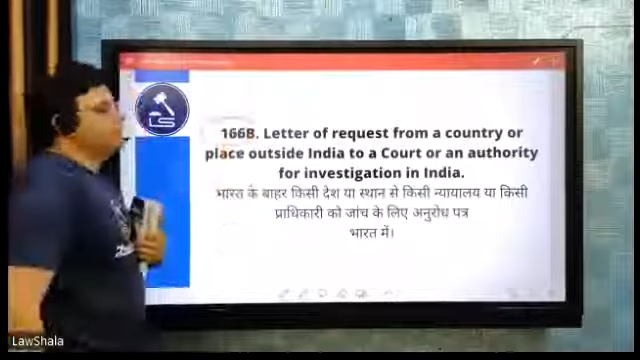 LS
166B. Letter of request from a country or
place outside India to a Court or an authority
for investigation in India.
भारत के बाहर किसी देश या स्थान से किसी न्यायालय या किसी
प्राधिकारी को जांच के लिए अनुरोध पत्र
भारत में।
LawShala